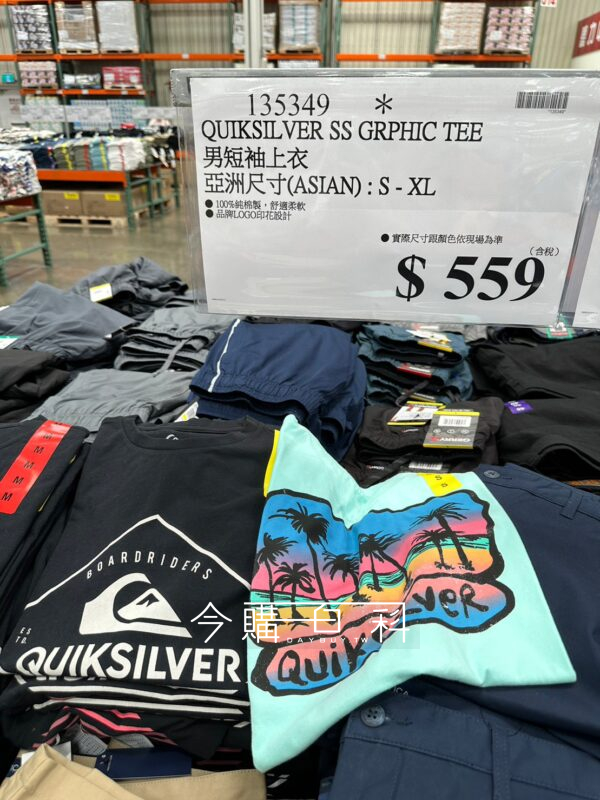 135349 *
QUIKSILVER SS GRPHIC TEE
男短袖上衣
亞洲尺寸(ASIAN) : S - XL
● 100%純棉製，舒適柔軟
● 品牌LOGO印花設計
● 實際尺寸跟顏色依現場為準
(含稅)
$ 559
M
M
M
M
BOARDRIDERS
QUIKSILVER
今購百科
DAYBUY.TW